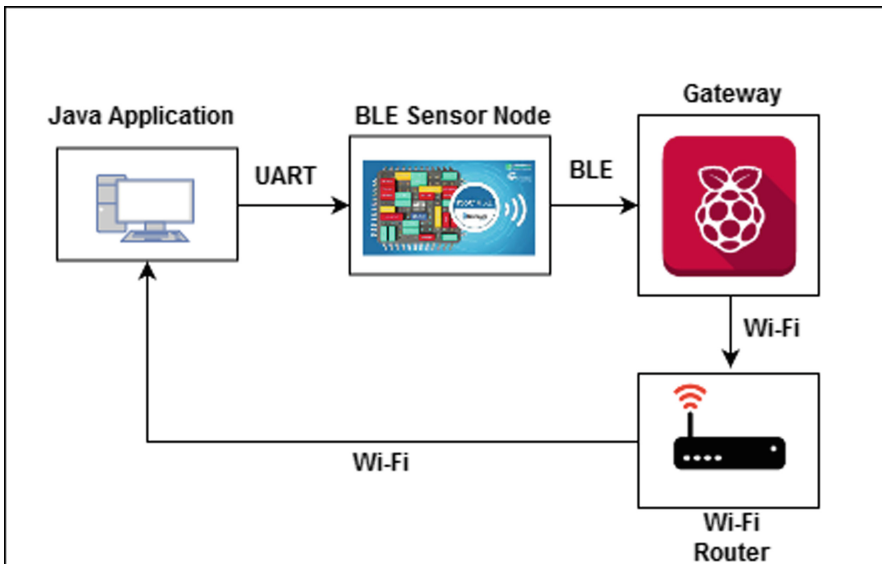 Java Application
BLE Sensor Node
Gateway
UART
BLE
Wi-Fi
Wi-Fi
Wi-Fi
Router